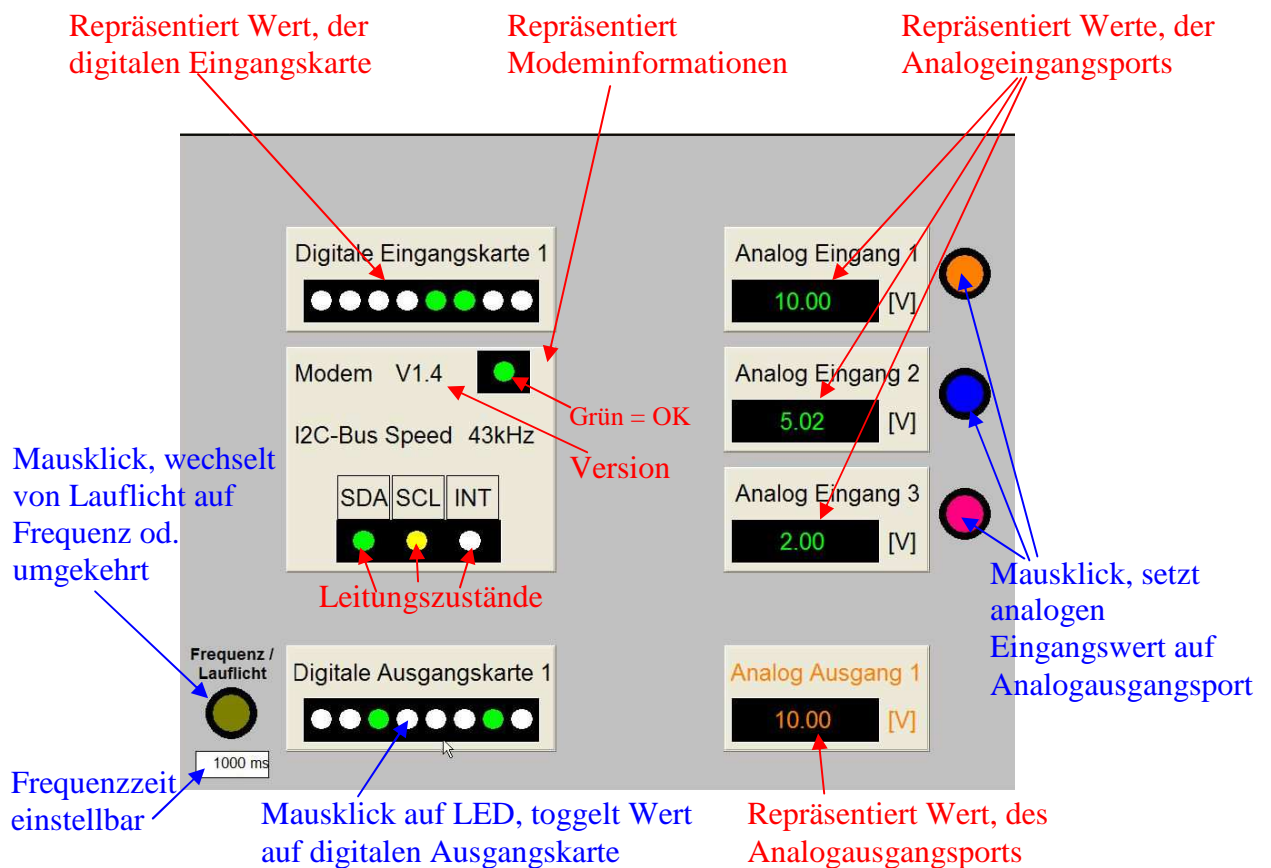 Repräsentiert Wert, der
digitalen Eingangskarte
Repräsentiert
Modeminformationen
Repräsentiert Werte, der
Analogeingangsports
Digitale Eingangskarte 1
Analog Eingang 1
10.00 [V]
Modem V1.4
Analog Eingang 2
5.02 [V]
Grün = OK
I2C-Bus Speed 43kHz
Version
Mausklick, wechselt
von Lauflicht auf
Frequenz od.
umgekehrt
SDA SCL INT
Analog Eingang 3
2.00 [V]
Leitungszustände
Mausklick, setzt
analogen
Eingangswert auf
Analogausgangsport
Frequenz /
Lauflicht
Digitale Ausgangskarte 1
Analog Ausgang 1
10.00 [V]
1000 ms
Frequenzzeit
einstellbar
Mausklick auf LED, toggelt Wert
auf digitalen Ausgangskarte
Repräsentiert Wert, des
Analogausgangsports